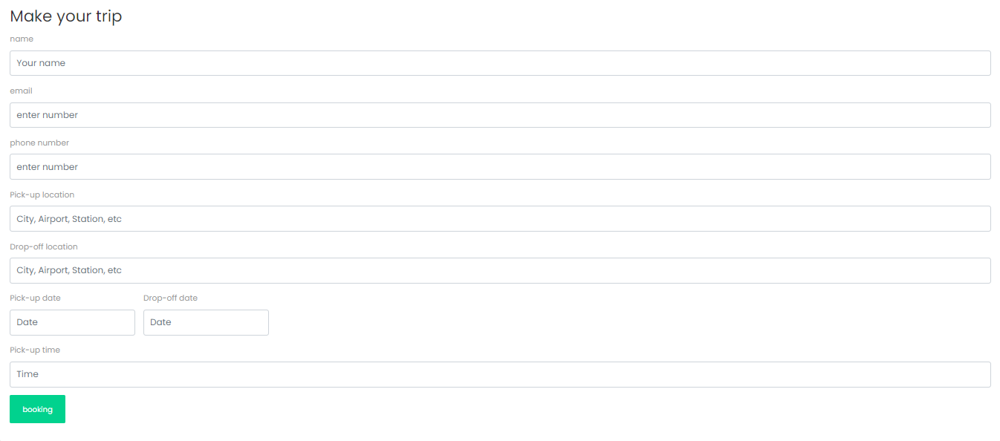 Make your trip
name
Your name
email
enter number
phone number
enter number
Pick-up location
City, Airport, Station, etc
Drop-off location
City, Airport, Station, etc
Pick-up date Drop-off date
Date Date
Pick-up time
Time
booking